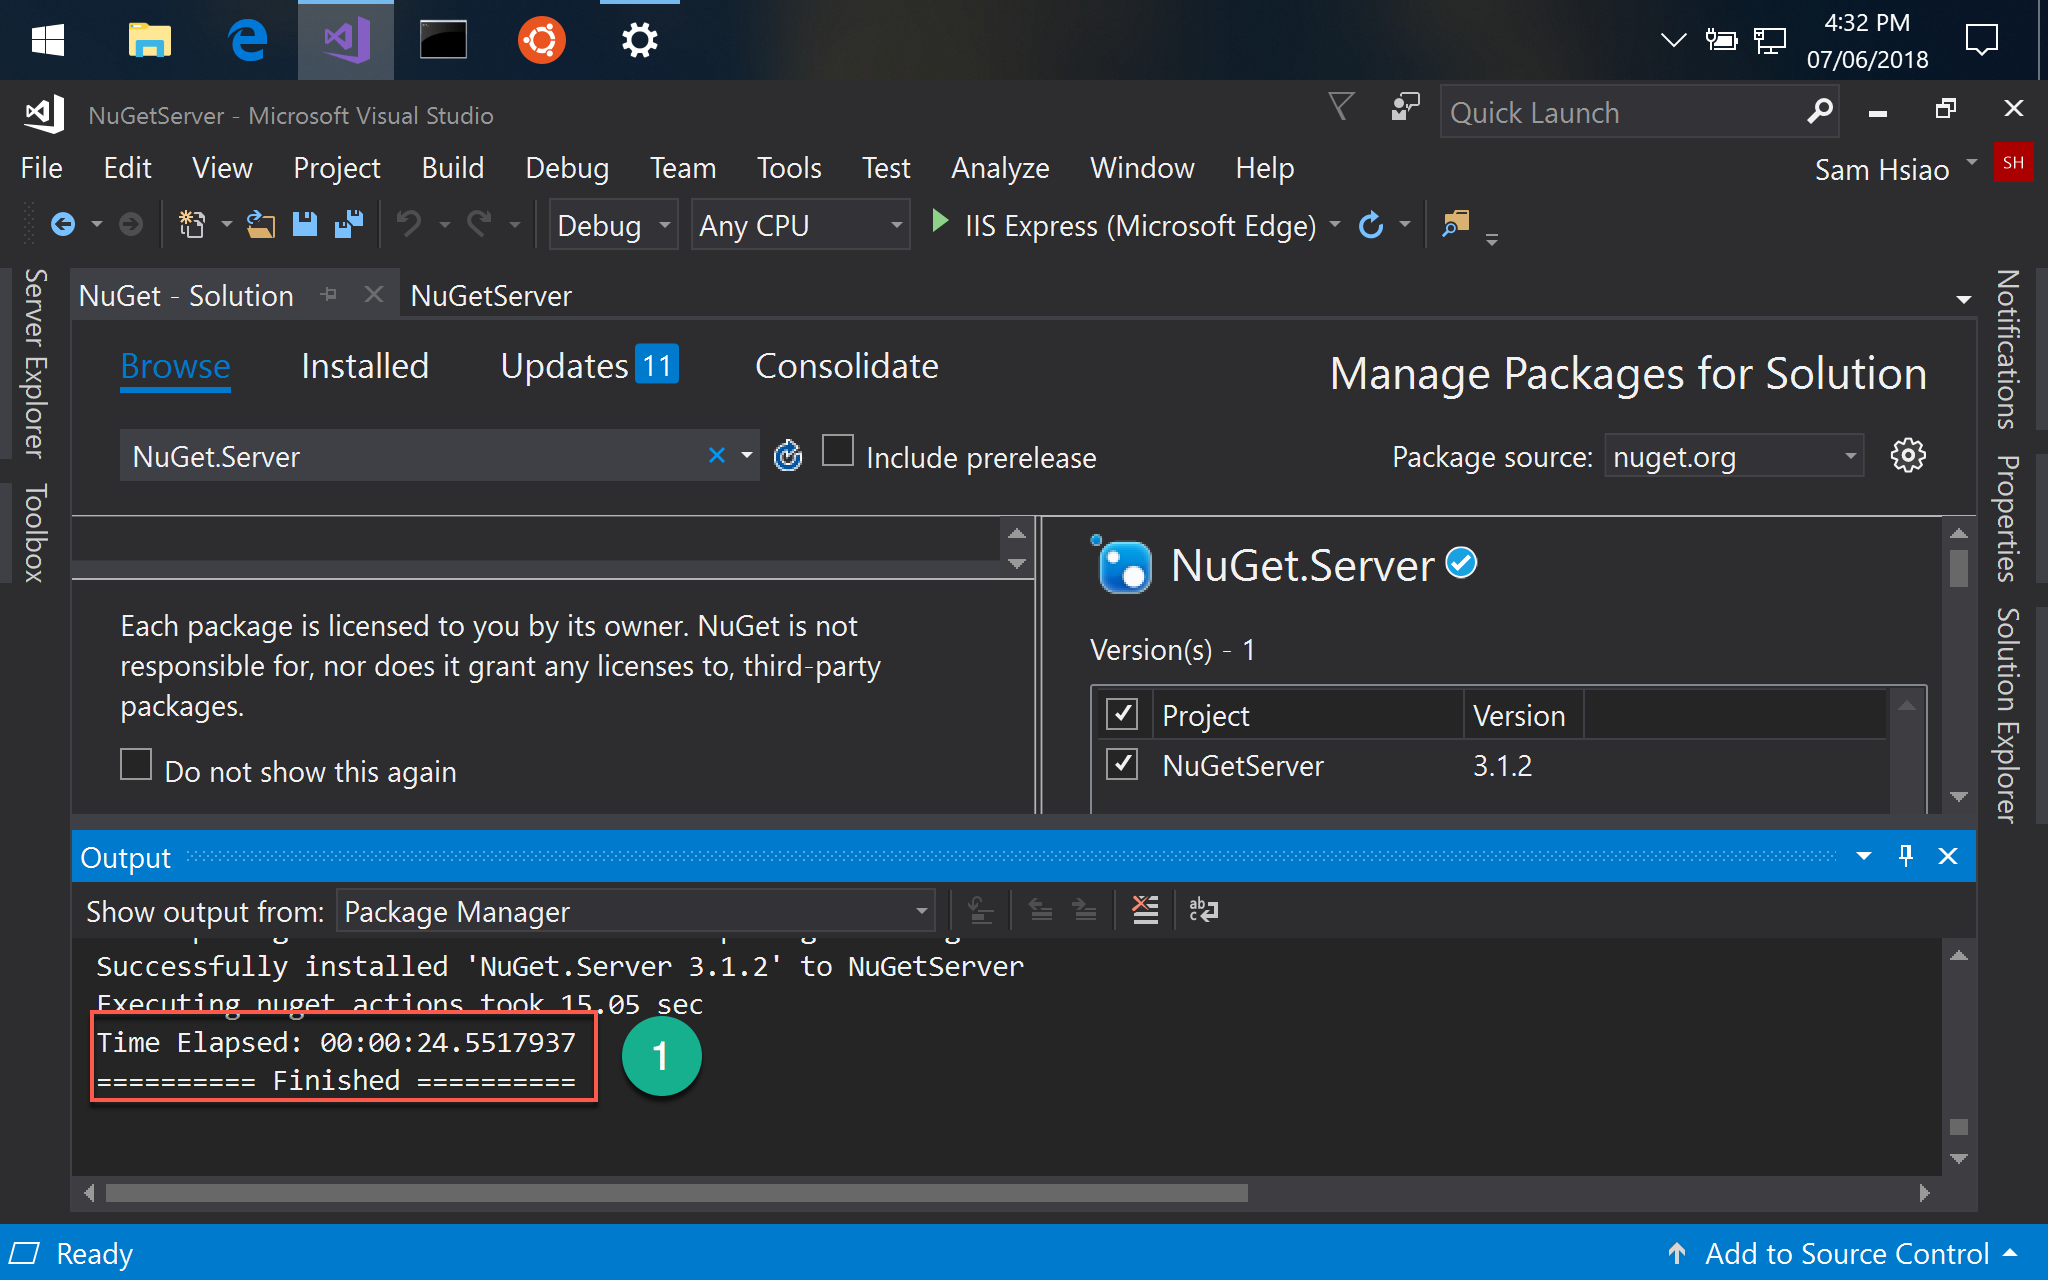 4:32 PM
07/06/2018
NuGetServer - Microsoft Visual Studio
Quick Launch
File Edit View Project Build Debug Team Tools Test Analyze Window Help
Sam Hsiao
SH
Debug
Any CPU
IIS Express (Microsoft Edge)
Server Explorer
Toolbox
NuGet - Solution
NuGetServer
Browse Installed Updates 11 Consolidate
Manage Packages for Solution
NuGet.Server
Include prerelease
Package source: nuget.org
Each package is licensed to you by its owner. NuGet is not
responsible for, nor does it grant any licenses to, third-party
packages.
Do not show this again
NuGet.Server
Version(s) - 1
Project Version
NuGetServer 3.1.2
Notifications
Properties
Solution Explorer
Output
Show output from: Package Manager
Successfully installed 'NuGet.Server 3.1.2' to NuGetServer
Executing nuget actions took 15.05 sec
Time Elapsed: 00:00:24.5517937
========== Finished ==========
1
Ready
Add to Source Control